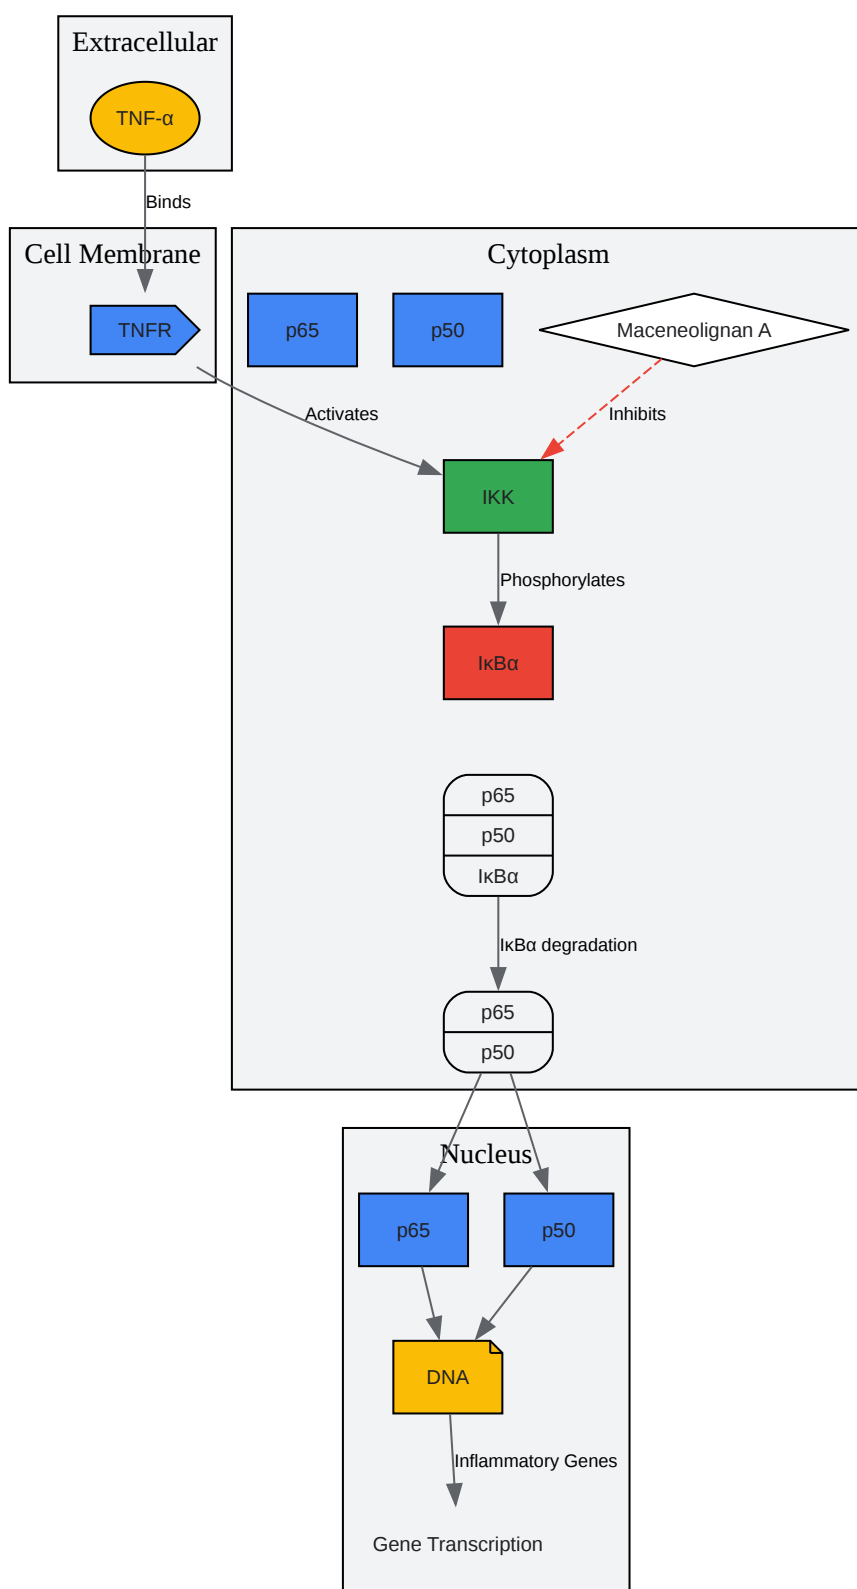 Extracellular
TNF-α
Binds
Cell Membrane
Cytoplasm
TNFR
p65
p50
Maceneolignan A
Activates
Inhibits
IKK
Phosphorylates
IκBα
p65
p50
IκBα
IκBα degradation
p65
p50
Nucleus
p65
p50
DNA
Inflammatory Genes
Gene Transcription